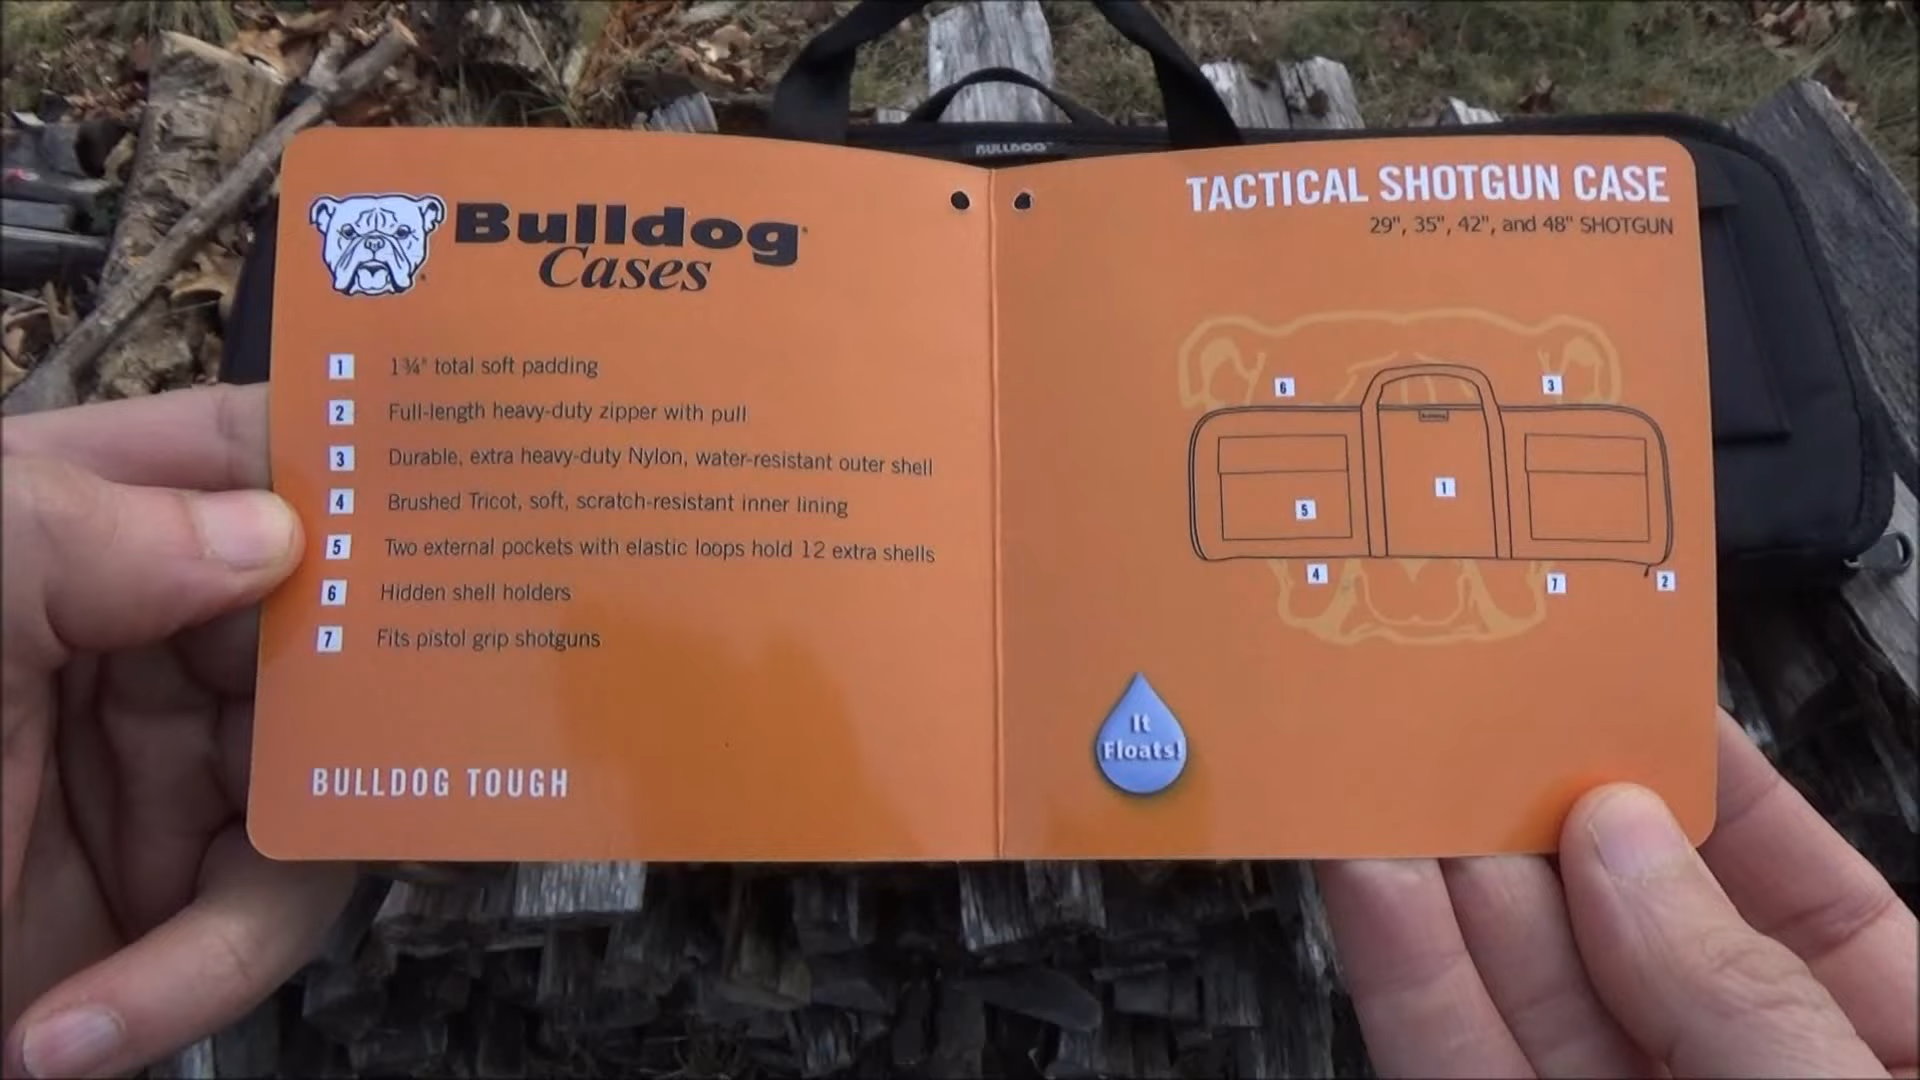 BULLDOG™
Bulldog
Cases
1 1¾" total soft padding
2 Full-length heavy-duty zipper with pull
3 Durable, extra heavy-duty Nylon, water-resistant outer shell
4 Brushed Tricot, soft, scratch-resistant inner lining
5 Two external pockets with elastic loops hold 12 extra shells
6 Hidden shell holders
7 Fits pistol grip shotguns
BULLDOG TOUGH
TACTICAL SHOTGUN CASE
29", 35", 42", and 48" SHOTGUN
6 3
1
5
4 7 2
It
Floats!